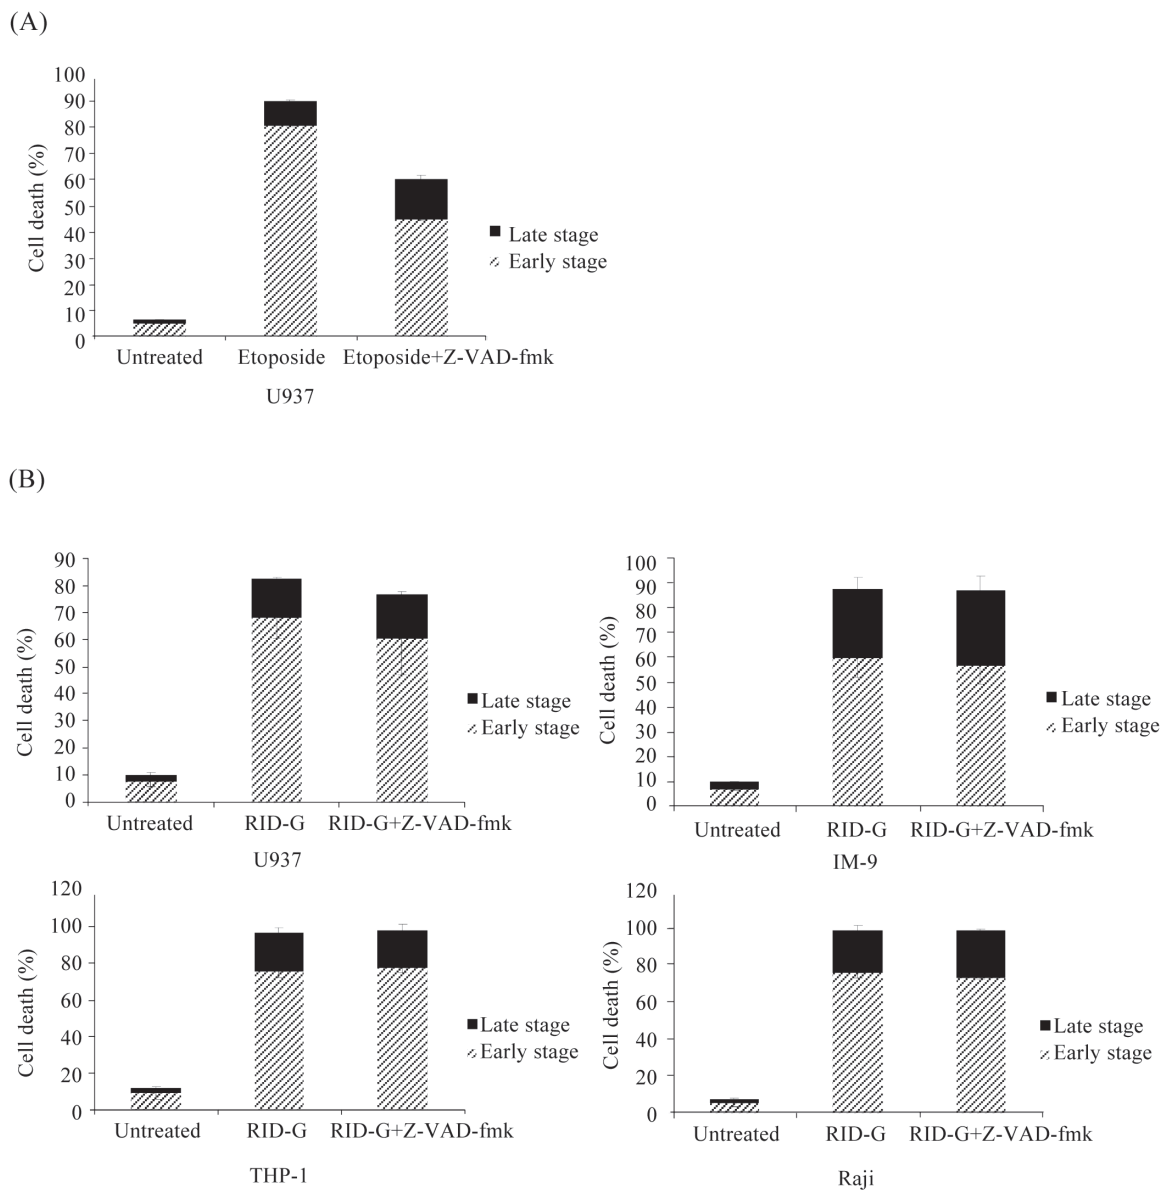 (A)
100
90
80
70
60
50
40
30
20
10
0
Cell death (%)
Late stage
Early stage
Untreated Etoposide Etoposide+Z-VAD-fmk
U937
(B)
90
80
70
60
50
40
30
20
10
0
Cell death (%)
Late stage
Early stage
Untreated RID-G RID-G+Z-VAD-fmk
U937
100
90
80
70
60
50
40
30
20
10
0
Cell death (%)
Late stage
Early stage
Untreated RID-G RID-G+Z-VAD-fmk
IM-9
120
100
80
60
40
20
0
Cell death (%)
Late stage
Early stage
Untreated RID-G RID-G+Z-VAD-fmk
THP-1
120
100
80
60
40
20
0
Cell death (%)
Late stage
Early stage
Untreated RID-G RID-G+Z-VAD-fmk
Raji